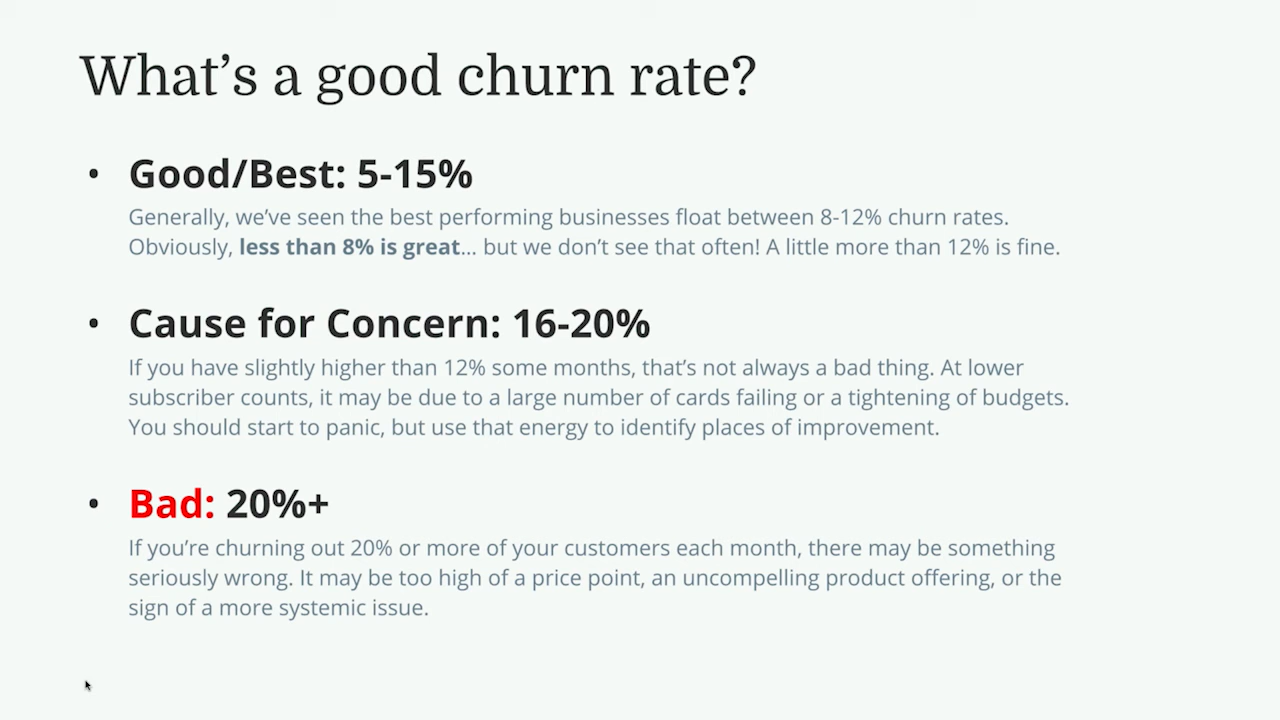 What’s a good churn rate?
• Good/Best: 5-15%
Generally, we’ve seen the best performing businesses float between 8-12% churn rates.
Obviously, less than 8% is great... but we don’t see that often! A little more than 12% is fine.
• Cause for Concern: 16-20%
If you have slightly higher than 12% some months, that’s not always a bad thing. At lower
subscriber counts, it may be due to a large number of cards failing or a tightening of budgets.
You should start to panic, but use that energy to identify places of improvement.
• Bad: 20%+
If you’re churning out 20% or more of your customers each month, there may be something
seriously wrong. It may be too high of a price point, an uncompelling product offering, or the
sign of a more systemic issue.